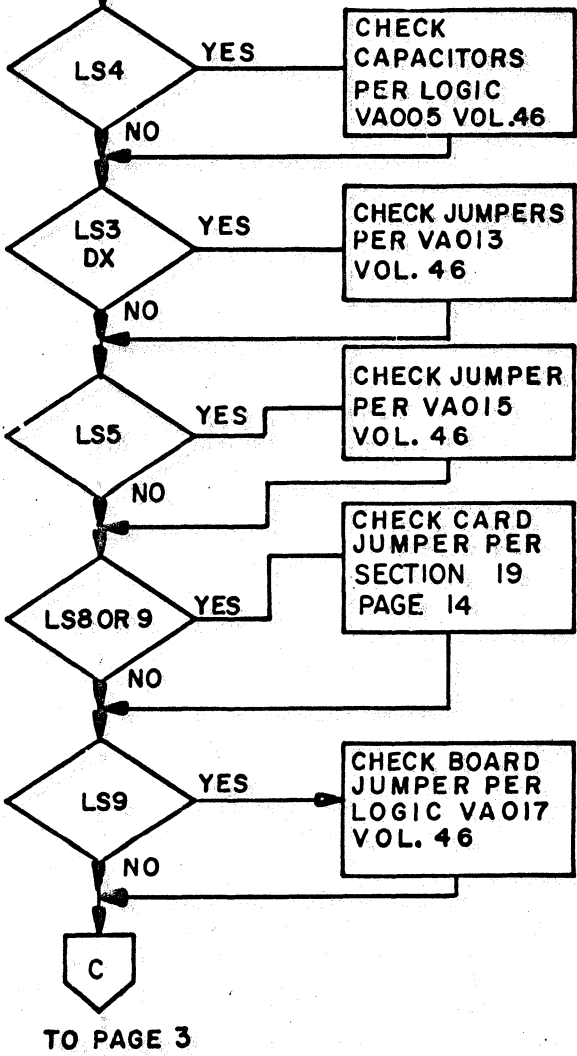 LS4
YES
CHECK
CAPACITORS
PER LOGIC
VA005 VOL.46
NO
LS3
DX
YES
CHECK JUMPERS
PER VA013
VOL. 46
NO
LS5
YES
CHECK JUMPER
PER VA015
VOL. 46
NO
LS8 OR 9
YES
CHECK CARD
JUMPER PER
SECTION 19
PAGE 14
NO
LS9
YES
CHECK BOARD
JUMPER PER
LOGIC VA017
VOL. 46
NO
C
TO PAGE 3